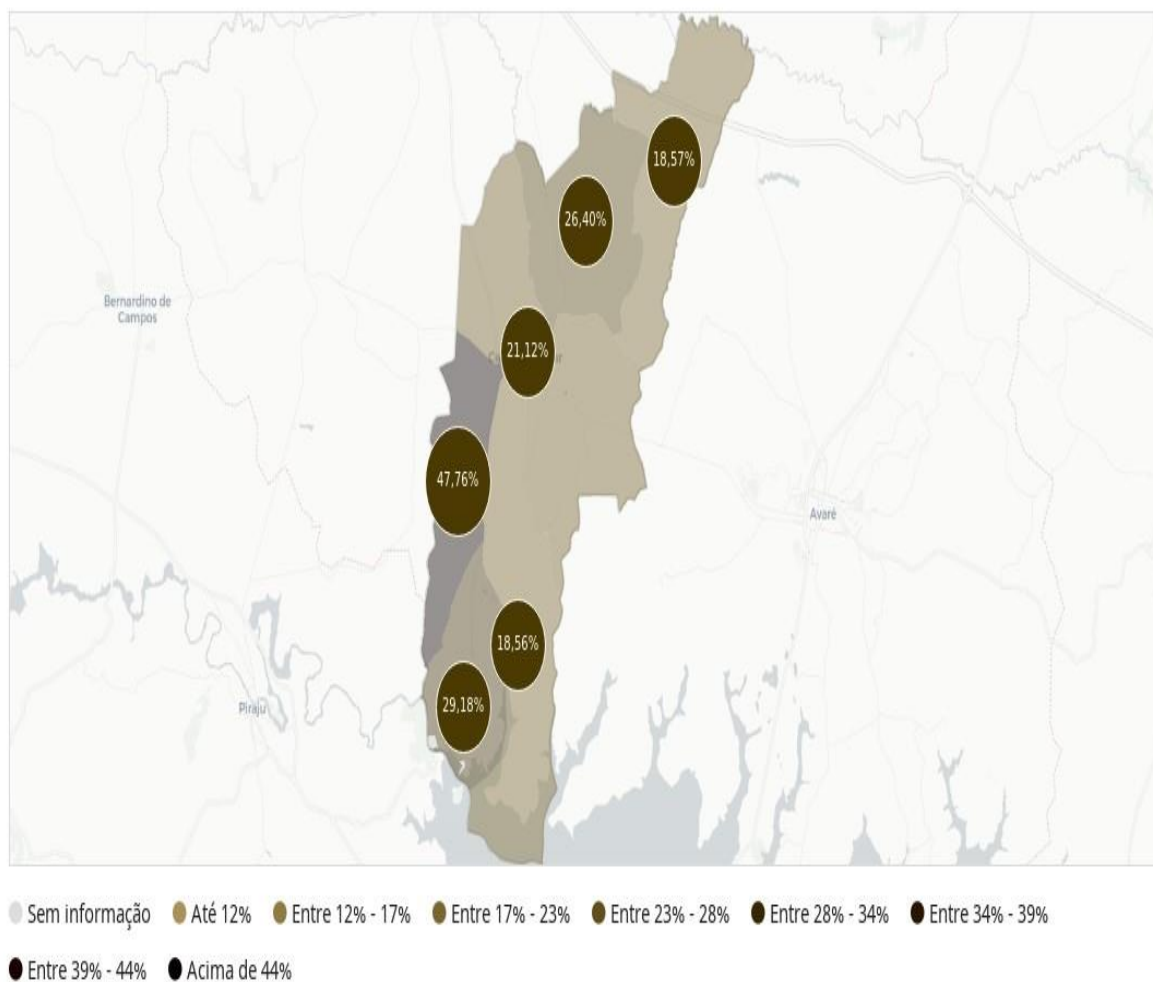 18,57%
26,40%
Bernardino de
Campos
21,12%
47,76%
Avaré
18,56%
29,18%
Piraju
Sem informação Até 12% Entre 12% - 17% Entre 17% - 23% Entre 23% - 28% Entre 28% - 34% Entre 34% - 39%
Entre 39% - 44% Acima de 44%